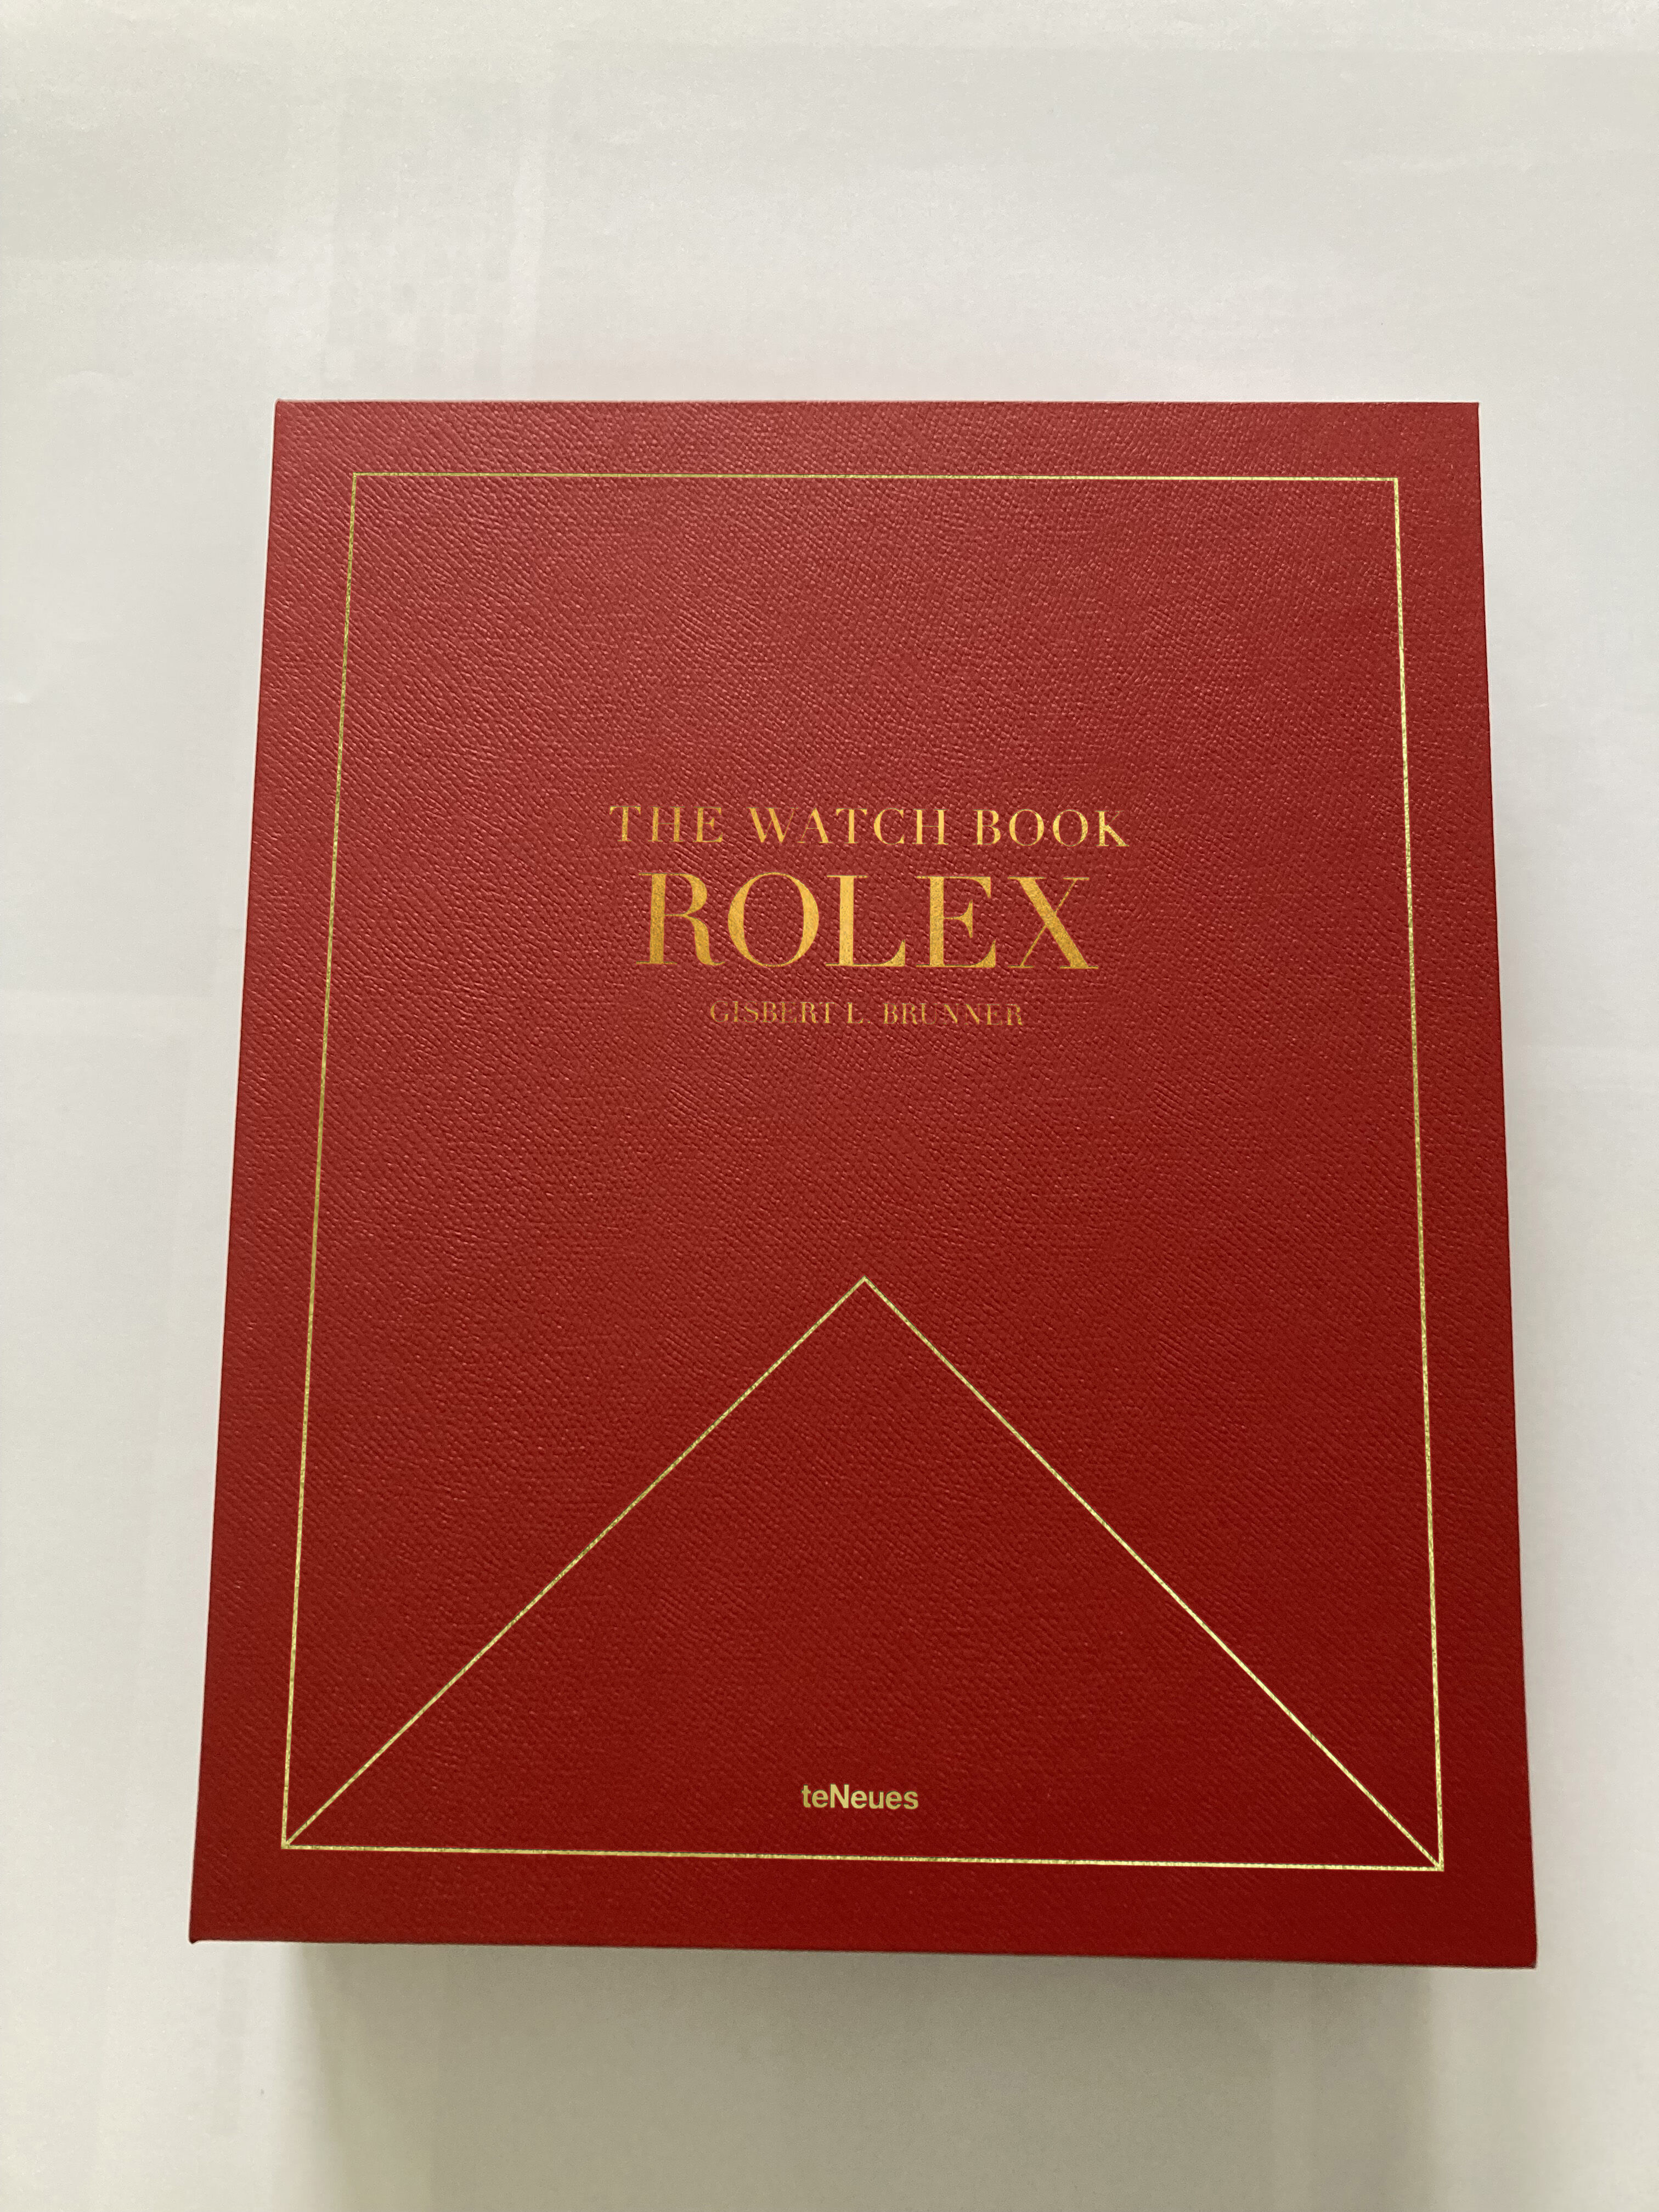 THE WATCH BOOK
ROLEX
GISBERT L. BRUNNER
teNeues